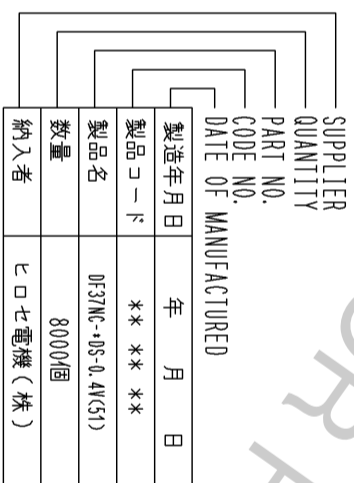 SUPPLIER
QUANTITY
PART NO.
CODE NO.
DATE OF MANUFACTURED
製造年月日 年 月 日
製品コード ** ** **
製品名 DF37NC-*DS-0.4V(51)
数量 8000個
納入者 ヒロセ電機(株)